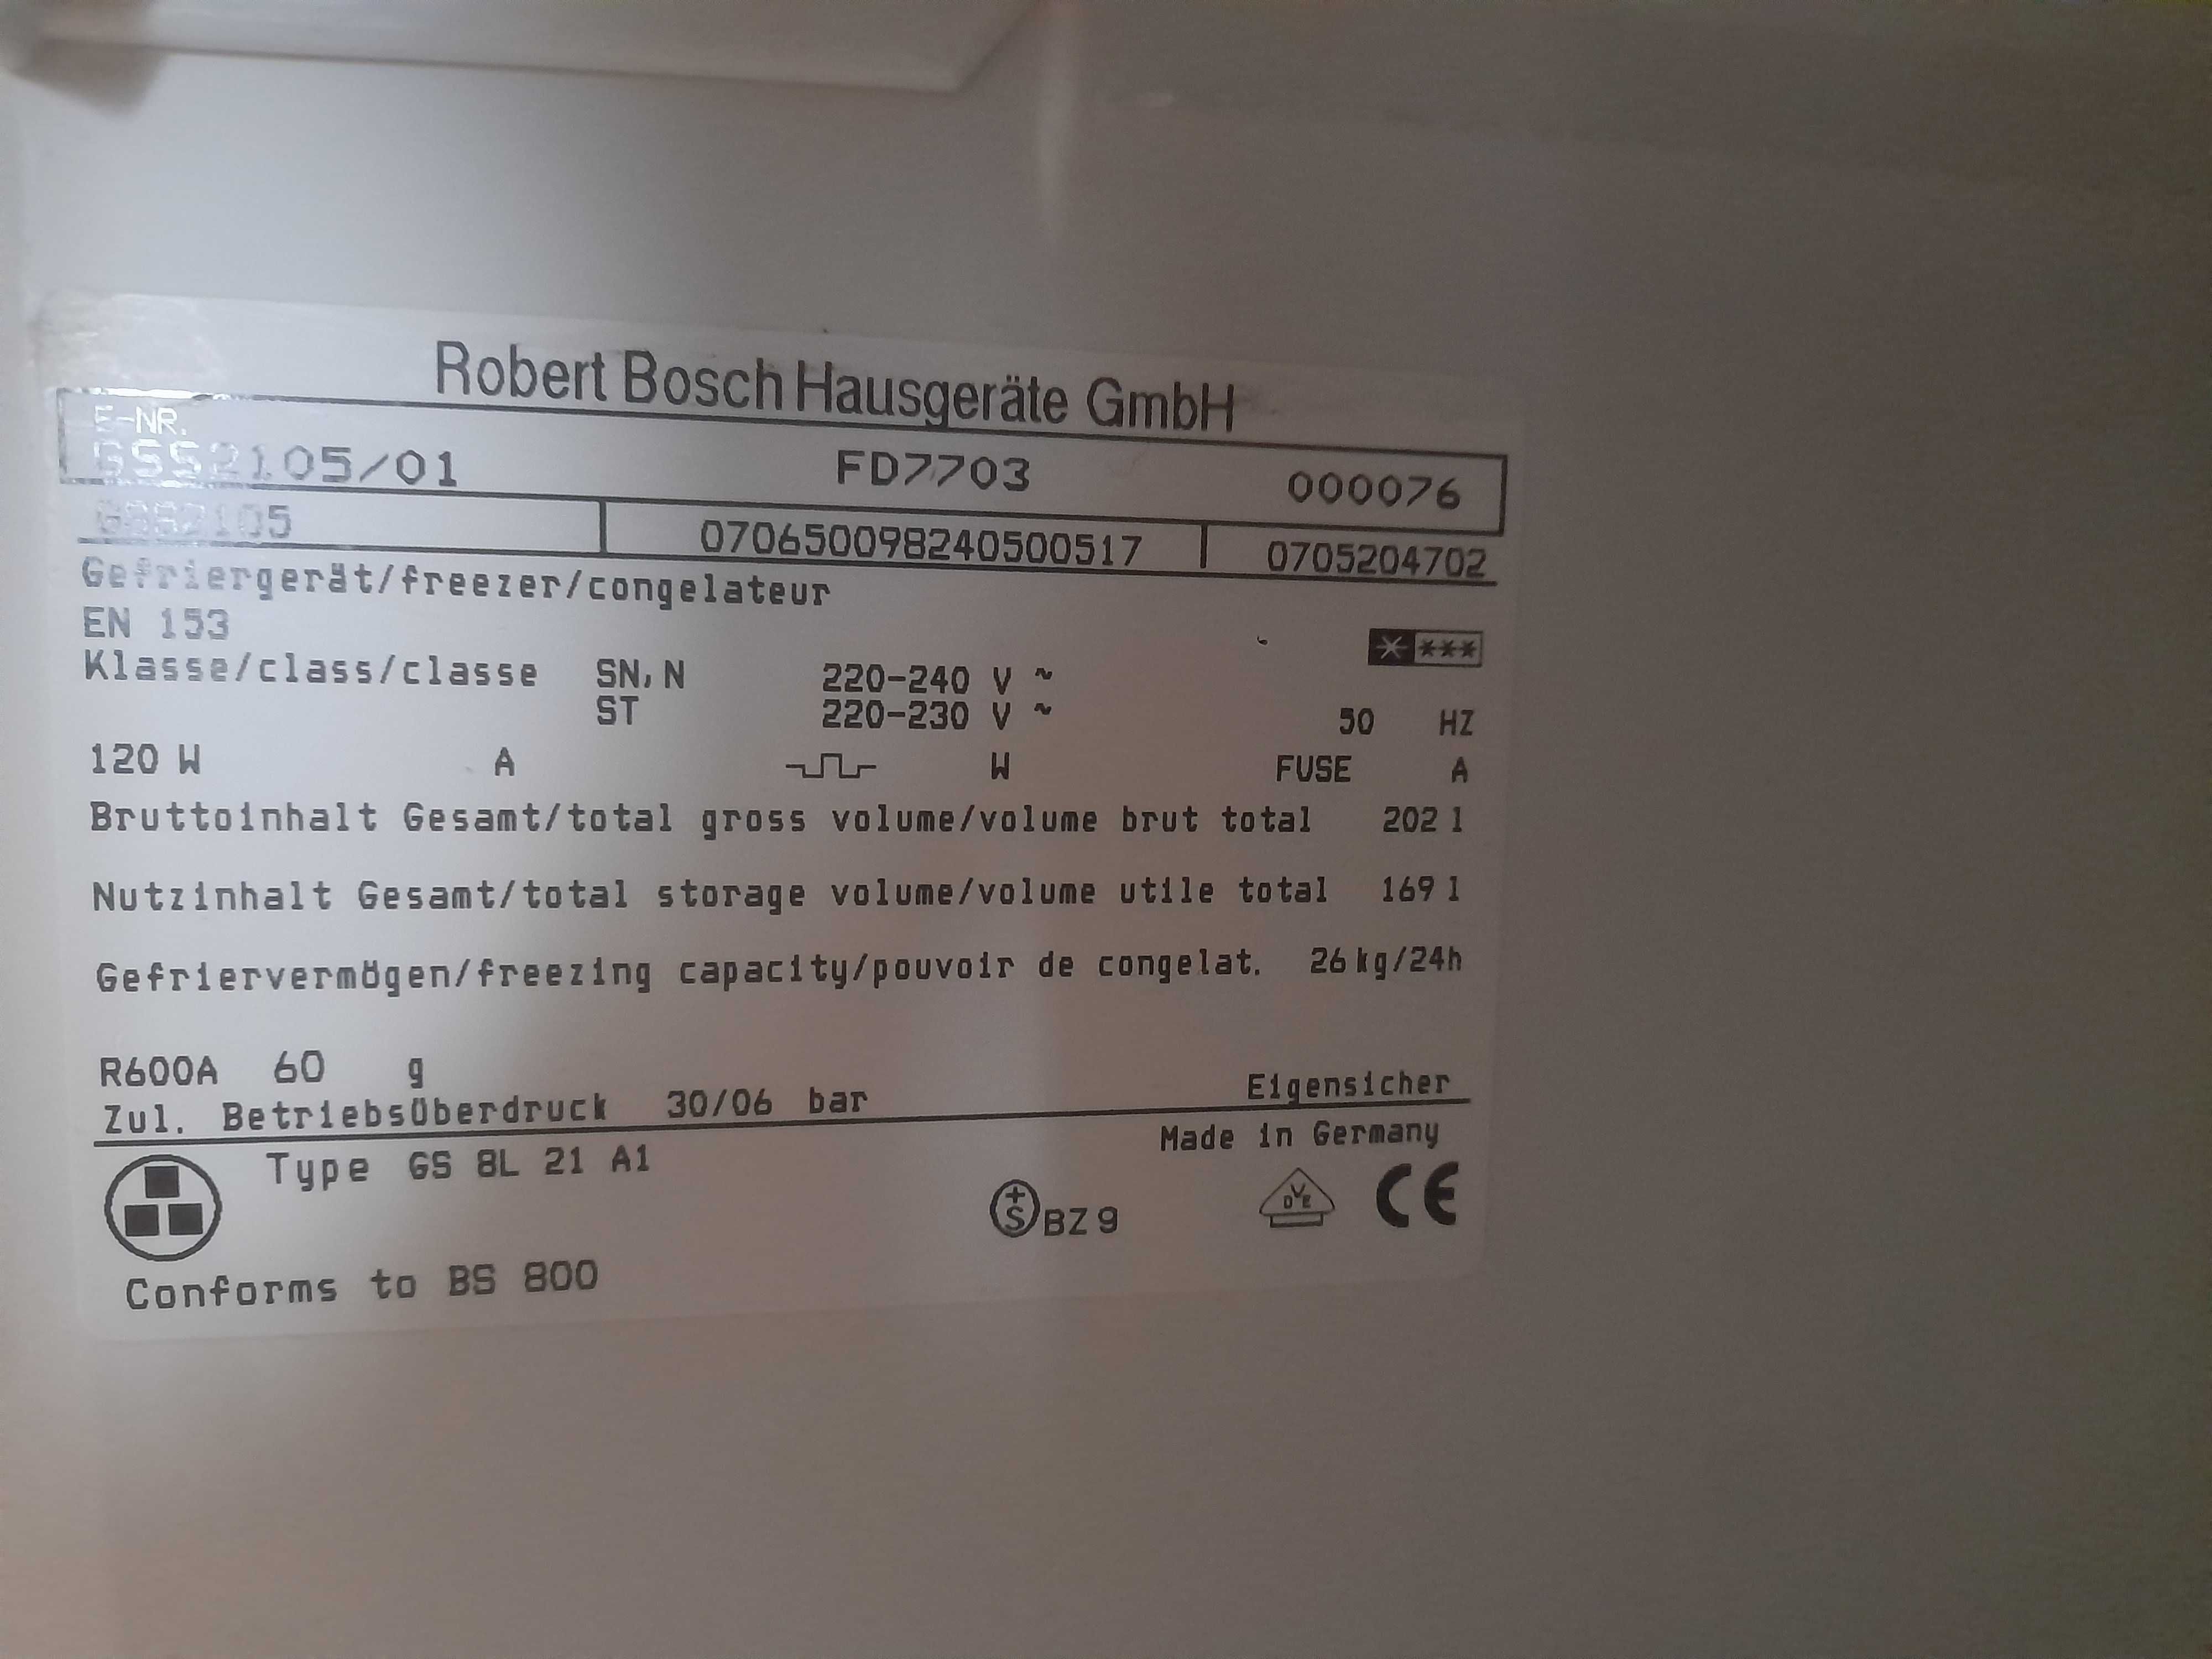 Robert Bosch Hausgeräte GmbH
E-NR.
GSS2105/01 FD7703 000076
GSS2105 070650098240500517 0705204702
Gefriergerät/freezer/congelateur
EN 153
* ***
Klasse/class/classe SN,N 220-240 V ~
ST 220-230 V ~ 50 HZ
120 W A W FUSE A
Bruttoinhalt Gesamt/total gross volume/volume brut total 202 l
Nutzinhalt Gesamt/total storage volume/volume utile total 169 l
Gefriervermögen/freezing capacity/pouvoir de congelat. 26 kg/24h
R600A 60 g
Eigensicher
Zul. Betriebsüberdruck 30/06 bar
Made in Germany
Type GS 8L 21 A1
+S BZ 9 DVE CE
Conforms to BS 800